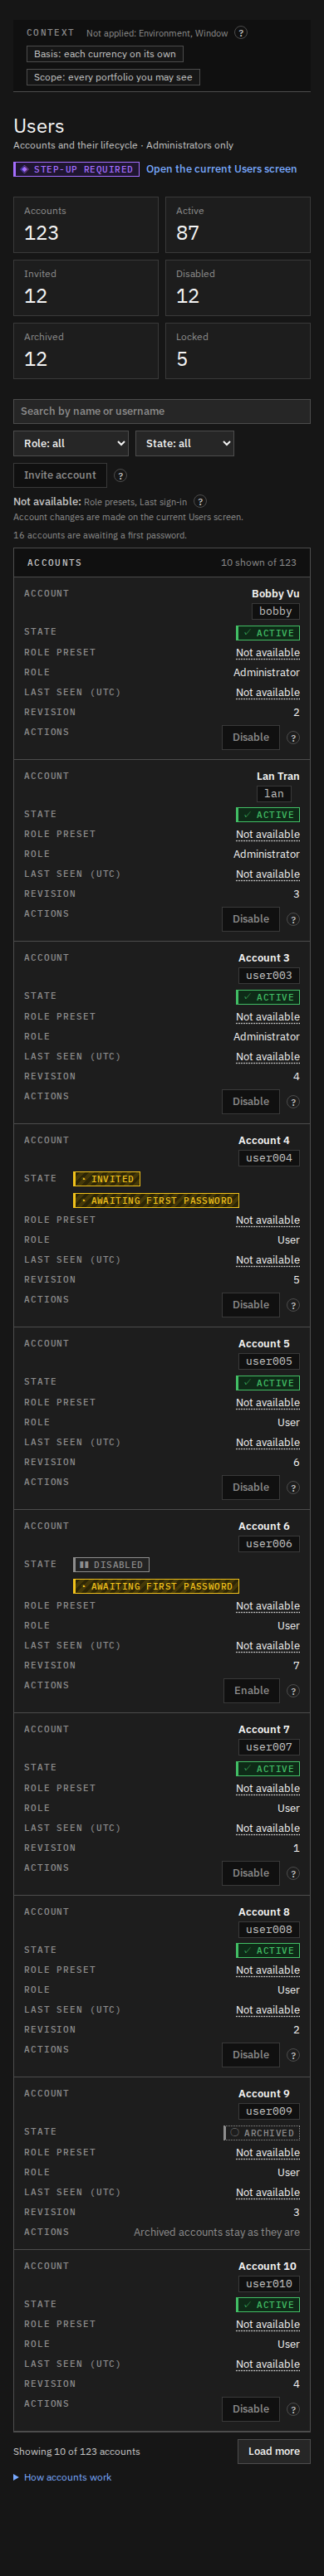 CONTEXT Not applied: Environment, Window ?
Basis: each currency on its own
Scope: every portfolio you may see
Users
Accounts and their lifecycle · Administrators only
◈ STEP-UP REQUIRED Open the current Users screen
Accounts Active
123 87
Invited Disabled
12 12
Archived Locked
12 5
Search by name or username
Role: all State: all
Invite account ?
Not available: Role presets, Last sign-in ?
Account changes are made on the current Users screen.
16 accounts are awaiting a first password.
ACCOUNTS 10 shown of 123
ACCOUNT Bobby Vu
bobby
STATE ✓ ACTIVE
ROLE PRESET Not available
ROLE Administrator
LAST SEEN (UTC) Not available
REVISION 2
ACTIONS Disable ?
ACCOUNT Lan Tran
lan
STATE ✓ ACTIVE
ROLE PRESET Not available
ROLE Administrator
LAST SEEN (UTC) Not available
REVISION 3
ACTIONS Disable ?
ACCOUNT Account 3
user003
STATE ✓ ACTIVE
ROLE PRESET Not available
ROLE Administrator
LAST SEEN (UTC) Not available
REVISION 4
ACTIONS Disable ?
ACCOUNT Account 4
user004
STATE INVITED
AWAITING FIRST PASSWORD
ROLE PRESET Not available
ROLE User
LAST SEEN (UTC) Not available
REVISION 5
ACTIONS Disable ?
ACCOUNT Account 5
user005
STATE ✓ ACTIVE
ROLE PRESET Not available
ROLE User
LAST SEEN (UTC) Not available
REVISION 6
ACTIONS Disable ?
ACCOUNT Account 6
user006
STATE DISABLED
AWAITING FIRST PASSWORD
ROLE PRESET Not available
ROLE User
LAST SEEN (UTC) Not available
REVISION 7
ACTIONS Enable ?
ACCOUNT Account 7
user007
STATE ✓ ACTIVE
ROLE PRESET Not available
ROLE User
LAST SEEN (UTC) Not available
REVISION 1
ACTIONS Disable ?
ACCOUNT Account 8
user008
STATE ✓ ACTIVE
ROLE PRESET Not available
ROLE User
LAST SEEN (UTC) Not available
REVISION 2
ACTIONS Disable ?
ACCOUNT Account 9
user009
STATE ARCHIVED
ROLE PRESET Not available
ROLE User
LAST SEEN (UTC) Not available
REVISION 3
ACTIONS Archived accounts stay as they are
ACCOUNT Account 10
user010
STATE ✓ ACTIVE
ROLE PRESET Not available
ROLE User
LAST SEEN (UTC) Not available
REVISION 4
ACTIONS Disable ?
Showing 10 of 123 accounts Load more
▶ How accounts work